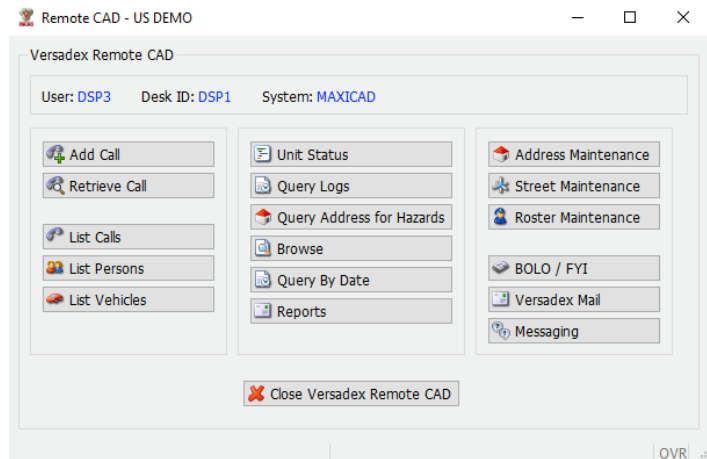 Remote CAD - US DEMO
Versadex Remote CAD
User: DSP3 Desk ID: DSP1 System: MAXICAD
Add Call
Retrieve Call
List Calls
List Persons
List Vehicles
Unit Status
Query Logs
Query Address for Hazards
Browse
Query By Date
Reports
Address Maintenance
Street Maintenance
Roster Maintenance
BOLO / FYI
Versadex Mail
Messaging
Close Versadex Remote CAD
OVR